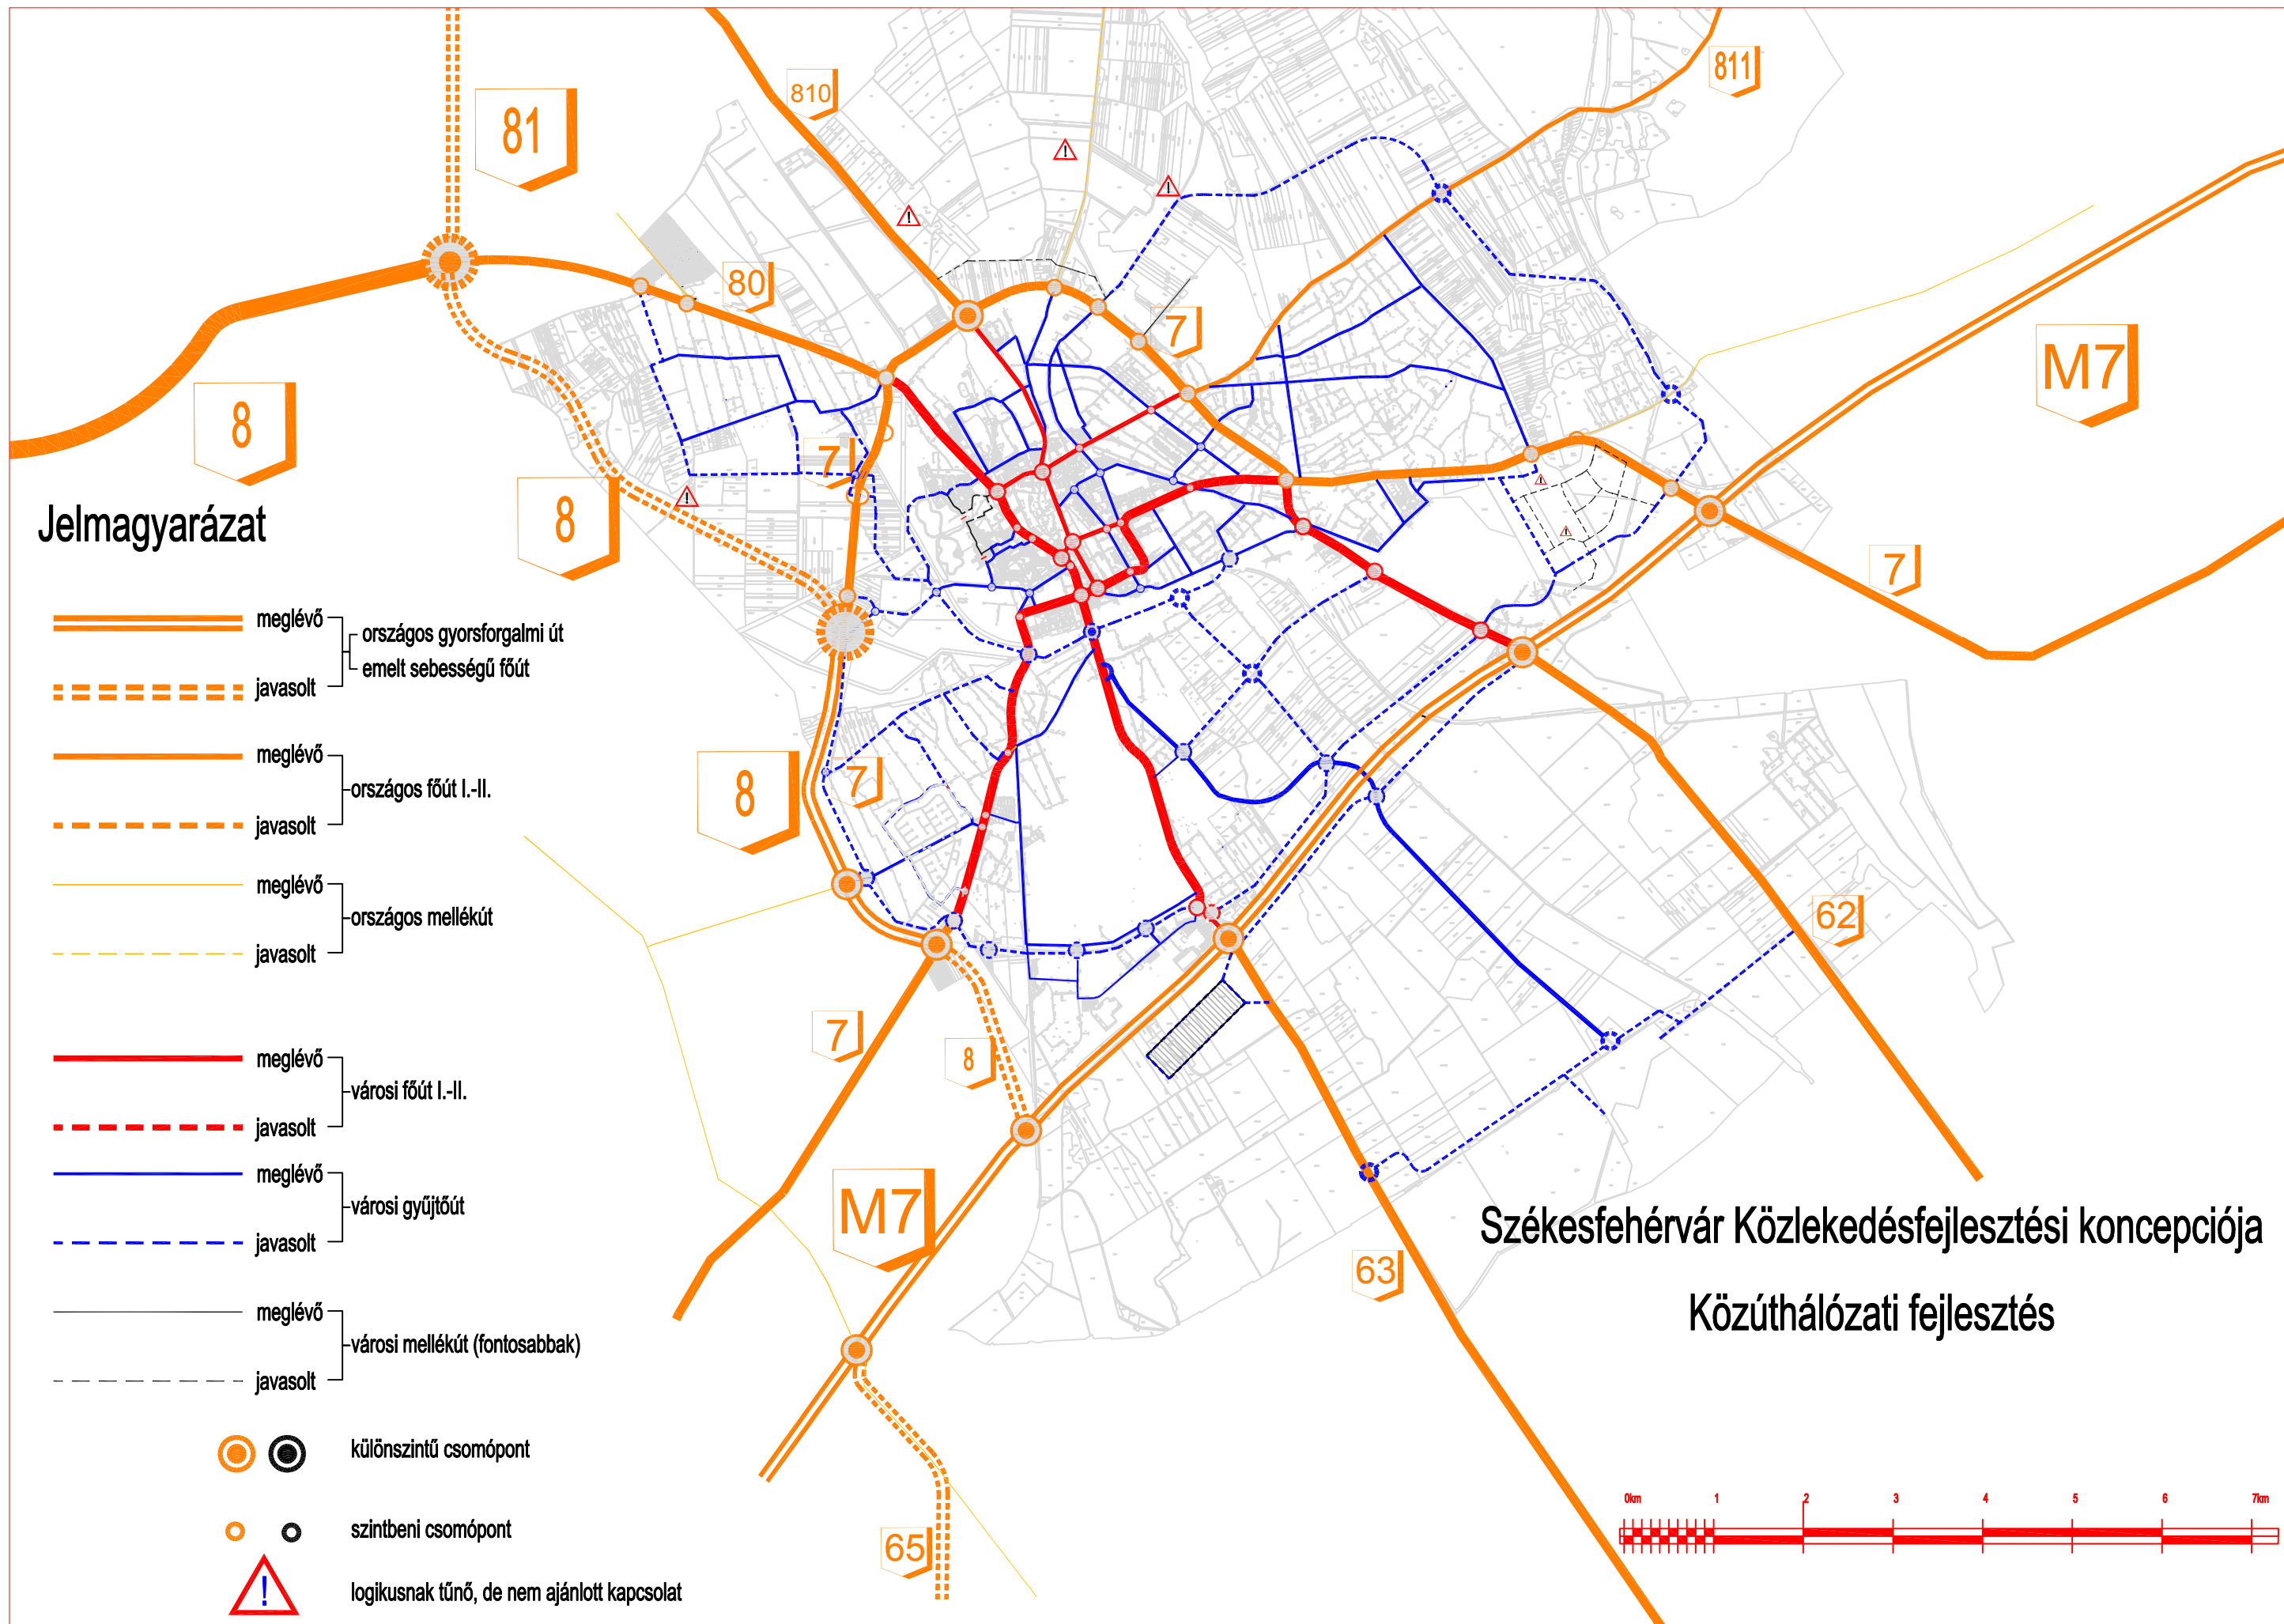 81
810
811
80
7
M7
8
7
8
7
8
7
7
8
M7
62
63
65
Jelmagyarázat
meglévő
országos gyorsforgalmi út
emelt sebességű főút
javasolt
meglévő
országos főút I.-II.
javasolt
meglévő
országos mellékút
javasolt
meglévő
városi főút I.-II.
javasolt
meglévő
városi gyűjtőút
javasolt
meglévő
városi mellékút (fontosabbak)
javasolt
különszintű csomópont
szintbeni csomópont
! logikusnak tűnő, de nem ajánlott kapcsolat
Székesfehérvár Közlekedésfejlesztési koncepciója
Közúthálózati fejlesztés
0km 1 2 3 4 5 6 7km